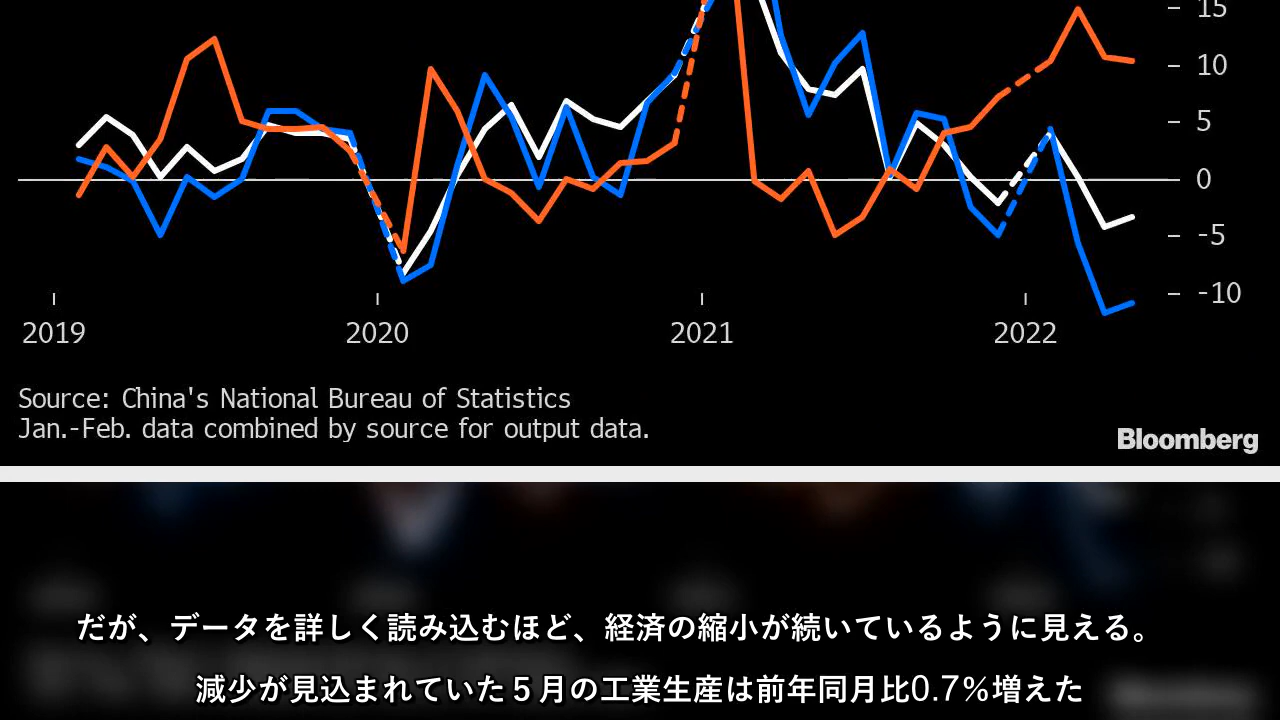 15
10
5
0
-5
-10
2019 2020 2021 2022
Source: China's National Bureau of Statistics
Jan.-Feb. data combined by source for output data.
Bloomberg
だが、データを詳しく読み込むほど、経済の縮小が続いているように見える。
減少が見込まれていた５月の工業生産は前年同月比0.7%増えた